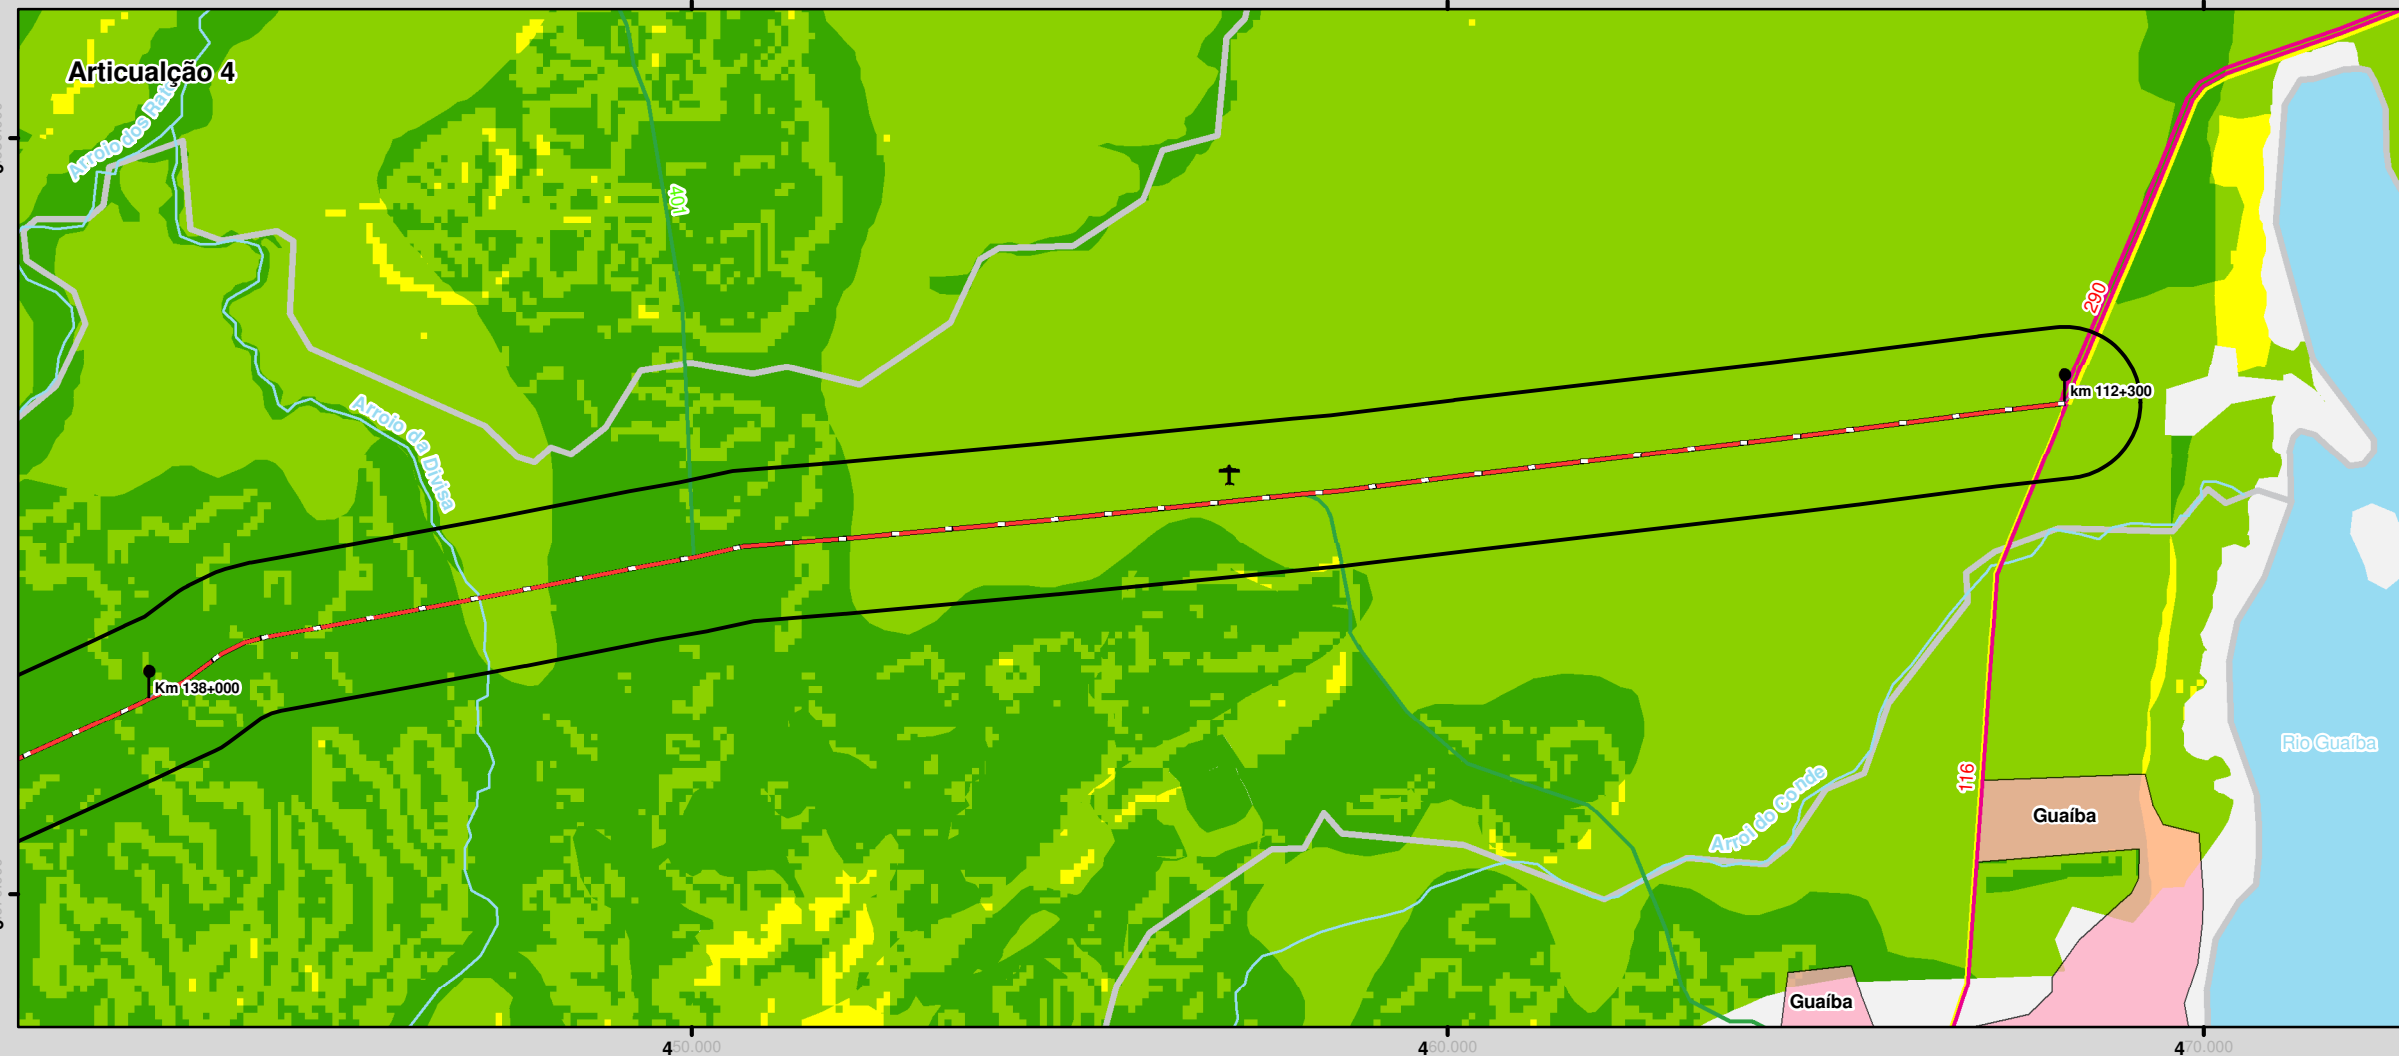 Articualção 4
Arroio dos Rato
401
Arroio da Divisa
290
km 112+300
Km 138+000
116
Arroi do Conde
Rio Guaíba
Guaíba
Guaíba
450.000
460.000
470.000